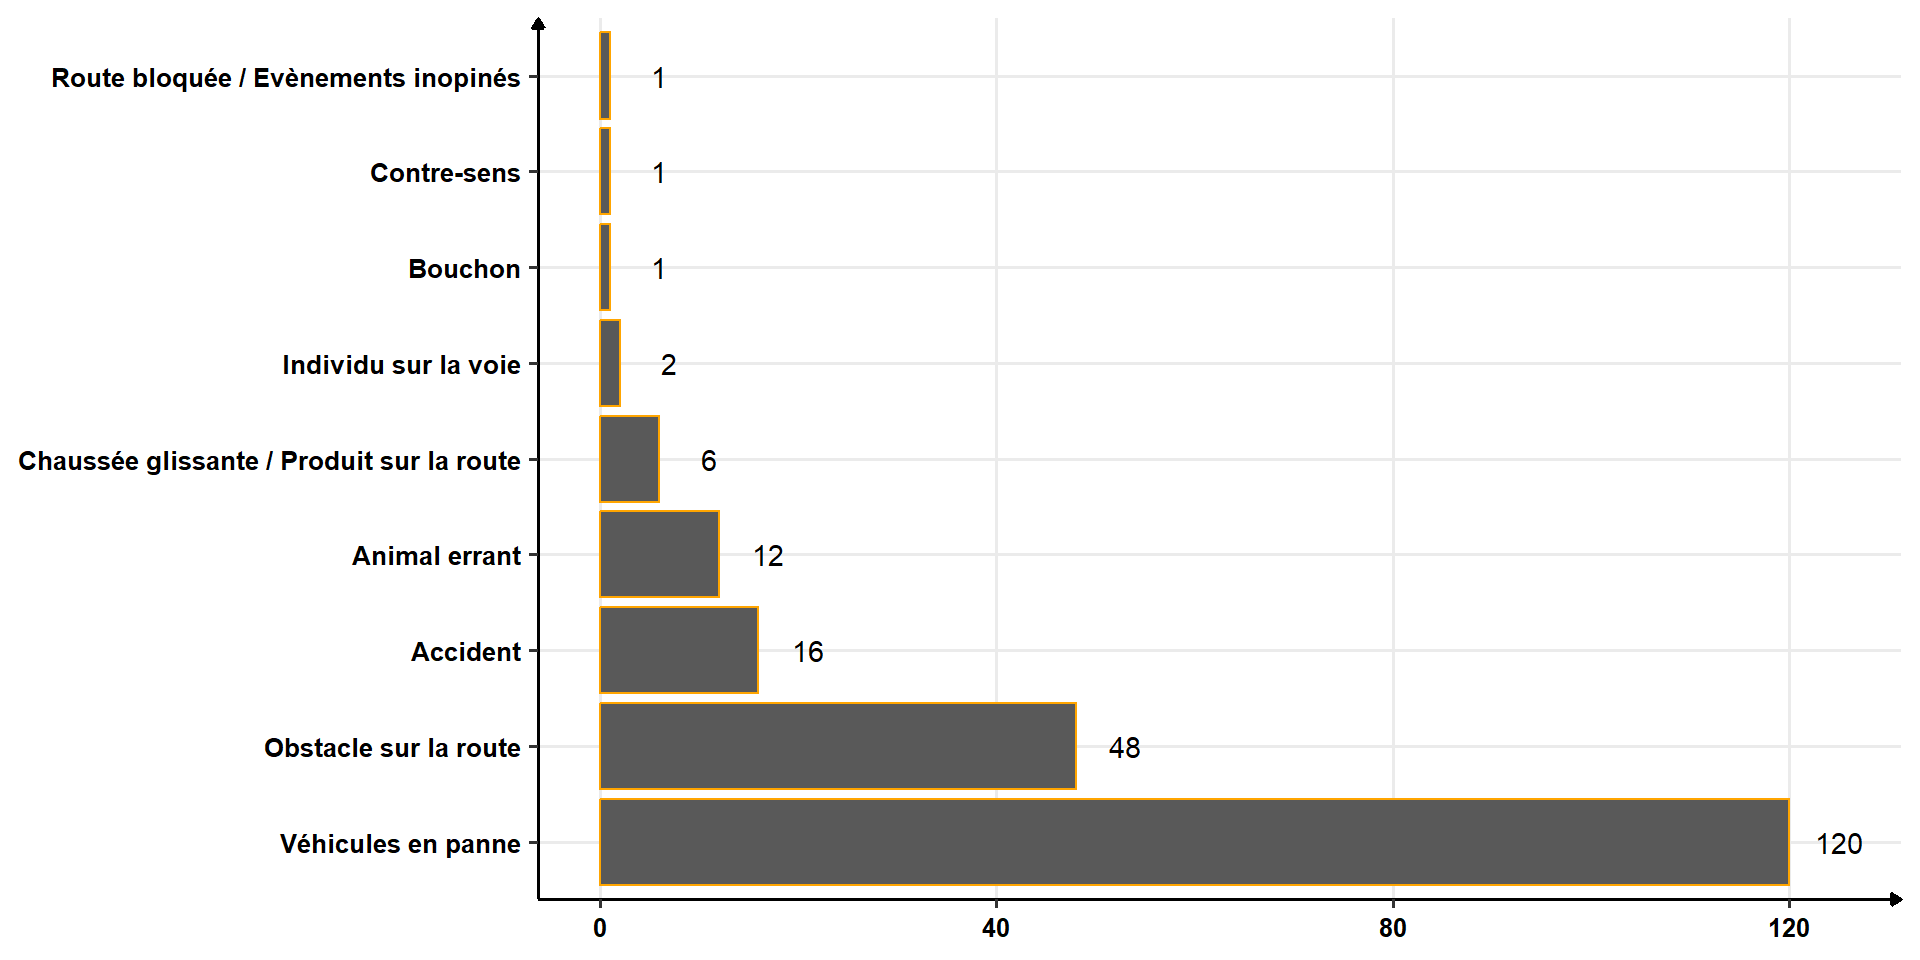 Route bloquée / Evènements inopinés 1
Contre-sens 1
Bouchon 1
Individu sur la voie 2
Chaussée glissante / Produit sur la route 6
Animal errant 12
Accident 16
Obstacle sur la route 48
Véhicules en panne 120
0 40 80 120